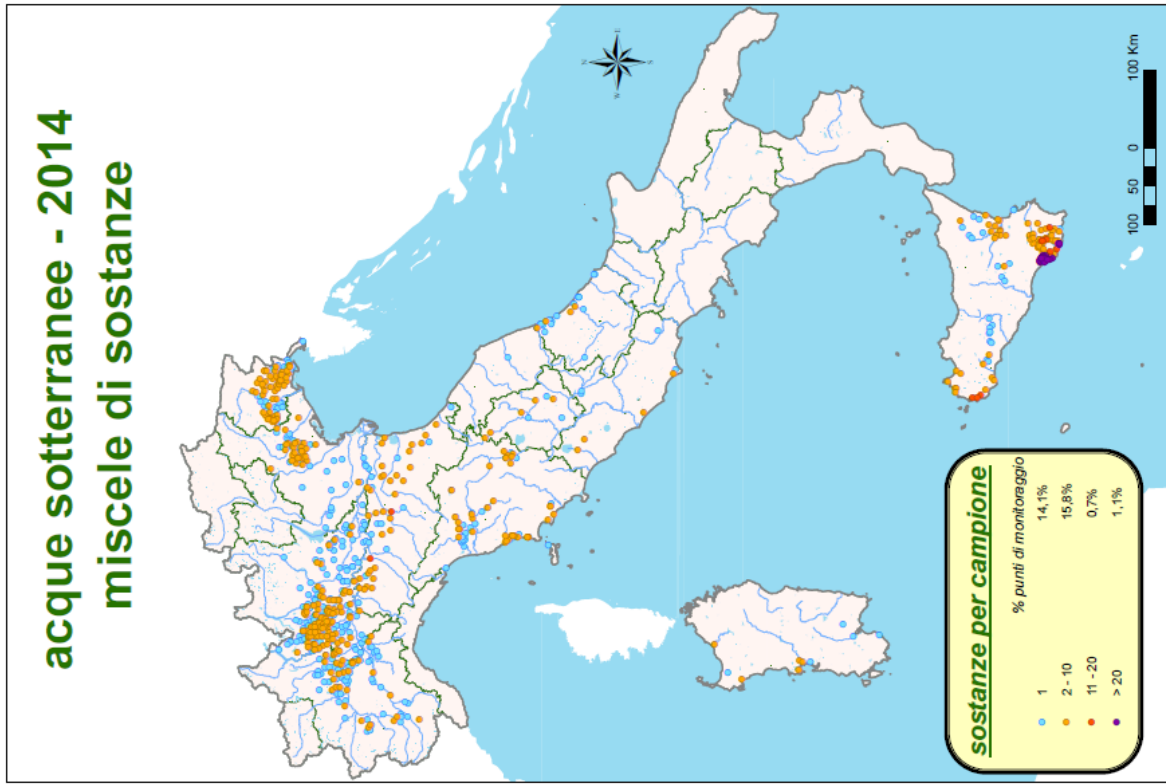 acque sotterranee - 2014
miscele di sostanze
N
100 50 0 100 Km
sostanze per campione
% punti di monitoraggio
1 14,1%
2 - 10 15,8%
11 - 20 0,7%
> 20 1,1%